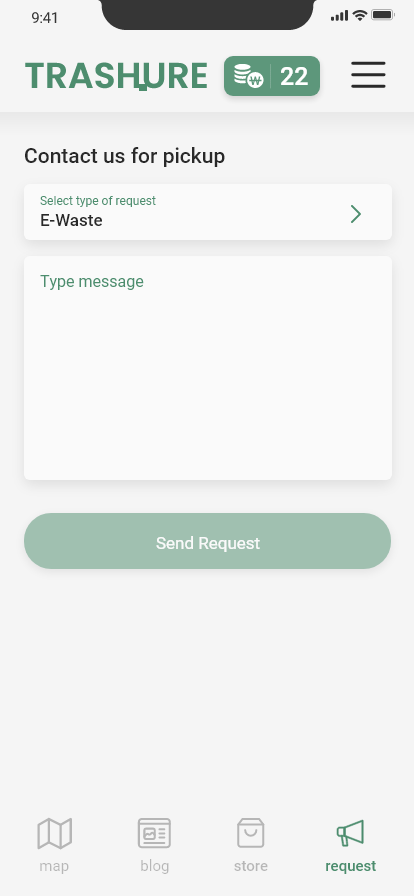 9:41
TRASHURE
₩ 22
Contact us for pickup
Select type of request
E-Waste
Type message
Send Request
map blog store request